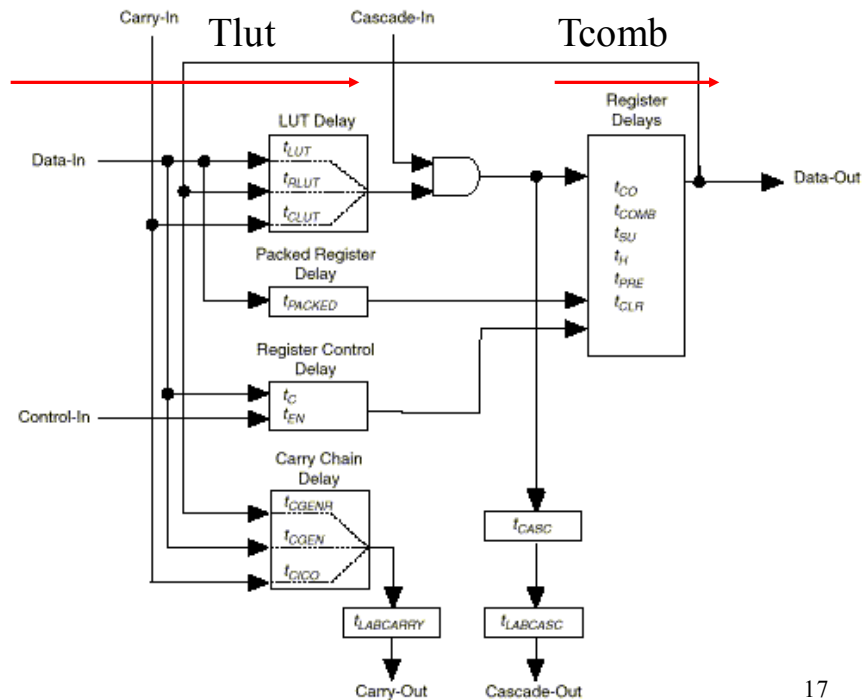 Carry-In
Tlut
Cascade-In
Tcomb
LUT Delay
Register
Delays
Data-In
tLUT
tRLUT
tCLUT
Data-Out
tCO
tCOMB
tSU
tH
tPRE
tCLR
Packed Register
Delay
tPACKED
Register Control
Delay
tC
tEN
Control-In
Carry Chain
Delay
tCGENR
tCGEN
tCICO
tCASC
tLABCARRY
tLABCASC
Carry-Out
Cascade-Out
17